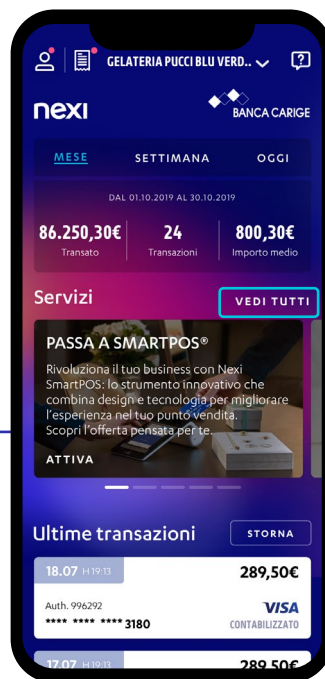 GELATERIA PUCCI BLU VERD..
nexi
BANCA CARIGE
MESE SETTIMANA OGGI
DAL 01.10.2019 AL 30.10.2019
86.250,30€ 24 800,30€
Transato Transazioni Importo medio
Servizi VEDI TUTTI
PASSA A SMARTPOS®
Rivoluziona il tuo business con Nexi
SmartPOS: lo strumento innovativo che
combina design e tecnologia per migliorare
l'esperienza nel tuo punto vendita.
Scopri l'offerta pensata per te.
ATTIVA
Ultime transazioni STORNA
18.07 H 19:13 289,50€
Auth. 996292 VISA
**** **** **** 3180 CONTABILIZZATO
17.07 H 19:13 289,50€